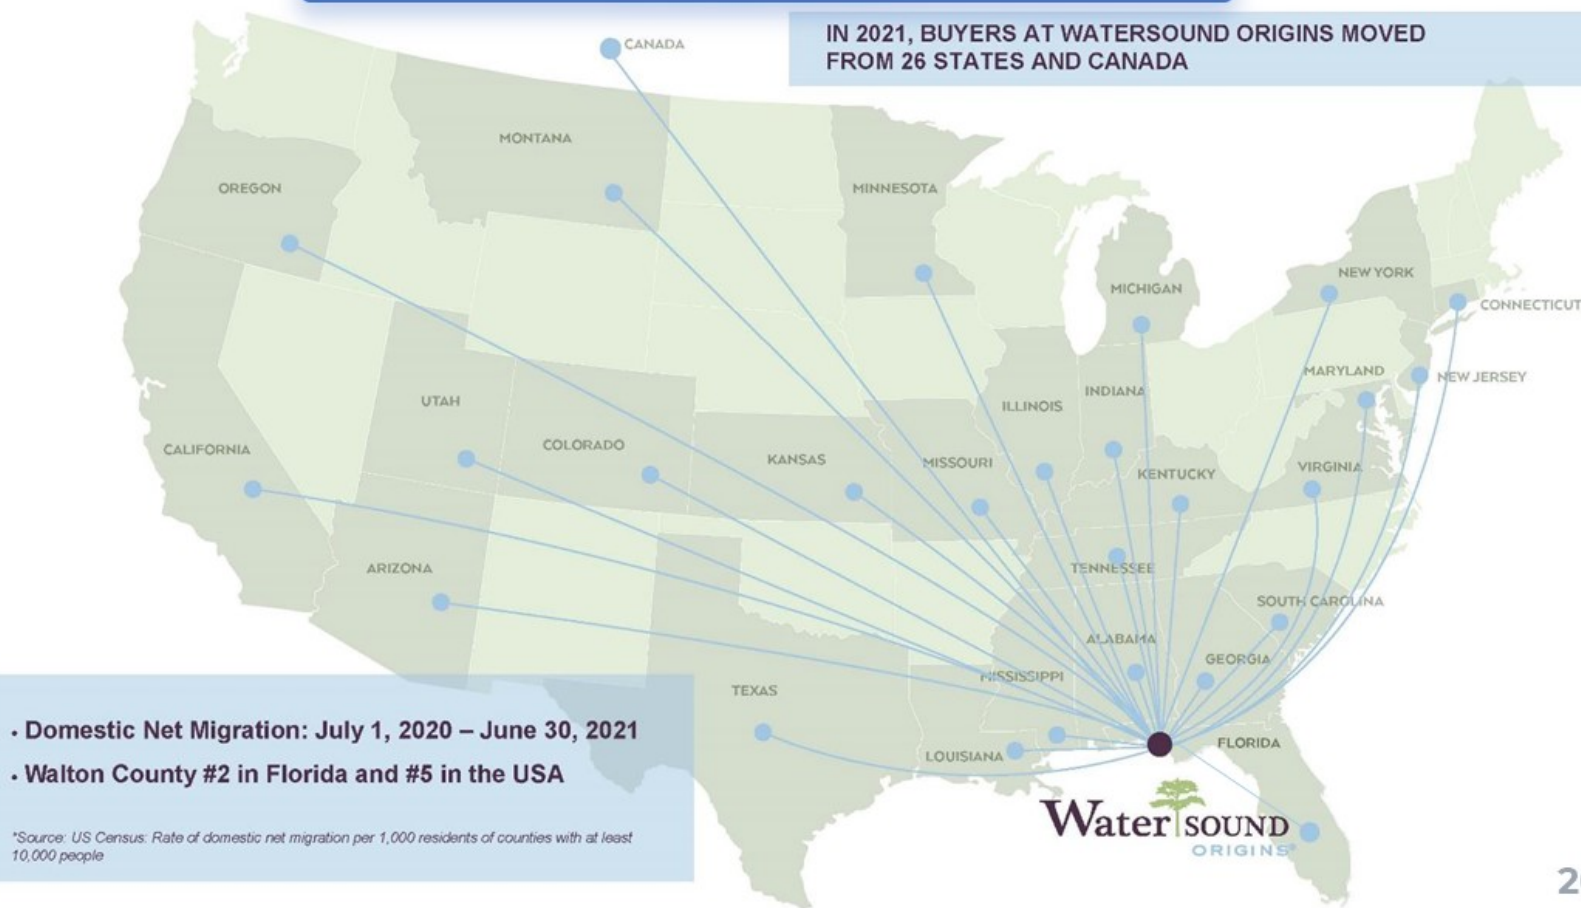 IN 2021, BUYERS AT WATERSOUND ORIGINS MOVED
FROM 26 STATES AND CANADA
CANADA
MONTANA
OREGON
MINNESOTA
MICHIGAN
NEW YORK
CONNECTICUT
MARYLAND
NEW JERSEY
UTAH
COLORADO
CALIFORNIA
KANSAS
MISSOURI
ILLINOIS
INDIANA
KENTUCKY
VIRGINIA
ARIZONA
TENNESSEE
SOUTH CAROLINA
ALABAMA
GEORGIA
MISSISSIPPI
TEXAS
LOUISIANA
FLORIDA
• Domestic Net Migration: July 1, 2020 – June 30, 2021
• Walton County #2 in Florida and #5 in the USA
*Source: US Census: Rate of domestic net migration per 1,000 residents of counties with at least
10,000 people
WaterSOUND
ORIGINS®